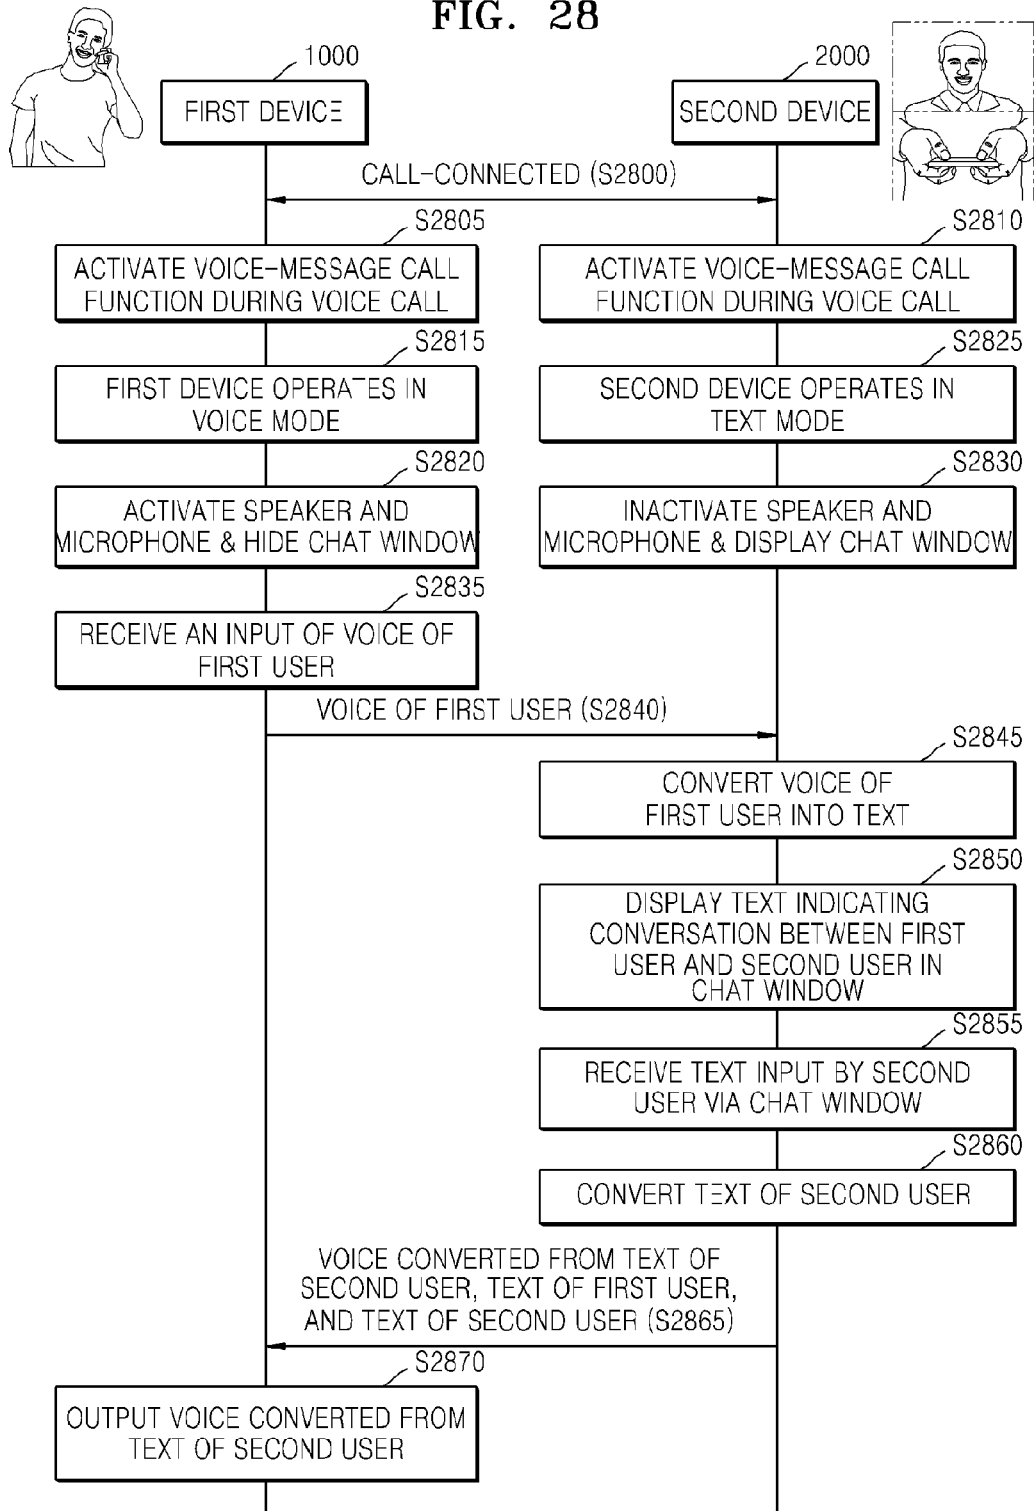 FIG. 28
1000
2000
FIRST DEVICE
SECOND DEVICE
CALL-CONNECTED (S2800)
S2805
S2810
ACTIVATE VOICE-MESSAGE CALL
FUNCTION DURING VOICE CALL
ACTIVATE VOICE-MESSAGE CALL
FUNCTION DURING VOICE CALL
S2815
S2825
FIRST DEVICE OPERATES IN
VOICE MODE
SECOND DEVICE OPERATES IN
TEXT MODE
S2820
S2830
ACTIVATE SPEAKER AND
MICROPHONE & HIDE CHAT WINDOW
INACTIVATE SPEAKER AND
MICROPHONE & DISPLAY CHAT WINDOW
S2835
RECEIVE AN INPUT OF VOICE OF
FIRST USER
VOICE OF FIRST USER (S2840)
S2845
CONVERT VOICE OF
FIRST USER INTO TEXT
S2850
DISPLAY TEXT INDICATING
CONVERSATION BETWEEN FIRST
USER AND SECOND USER IN
CHAT WINDOW
S2855
RECEIVE TEXT INPUT BY SECOND
USER VIA CHAT WINDOW
S2860
CONVERT TEXT OF SECOND USER
VOICE CONVERTED FROM TEXT OF
SECOND USER, TEXT OF FIRST USER,
AND TEXT OF SECOND USER (S2865)
S2870
OUTPUT VOICE CONVERTED FROM
TEXT OF SECOND USER